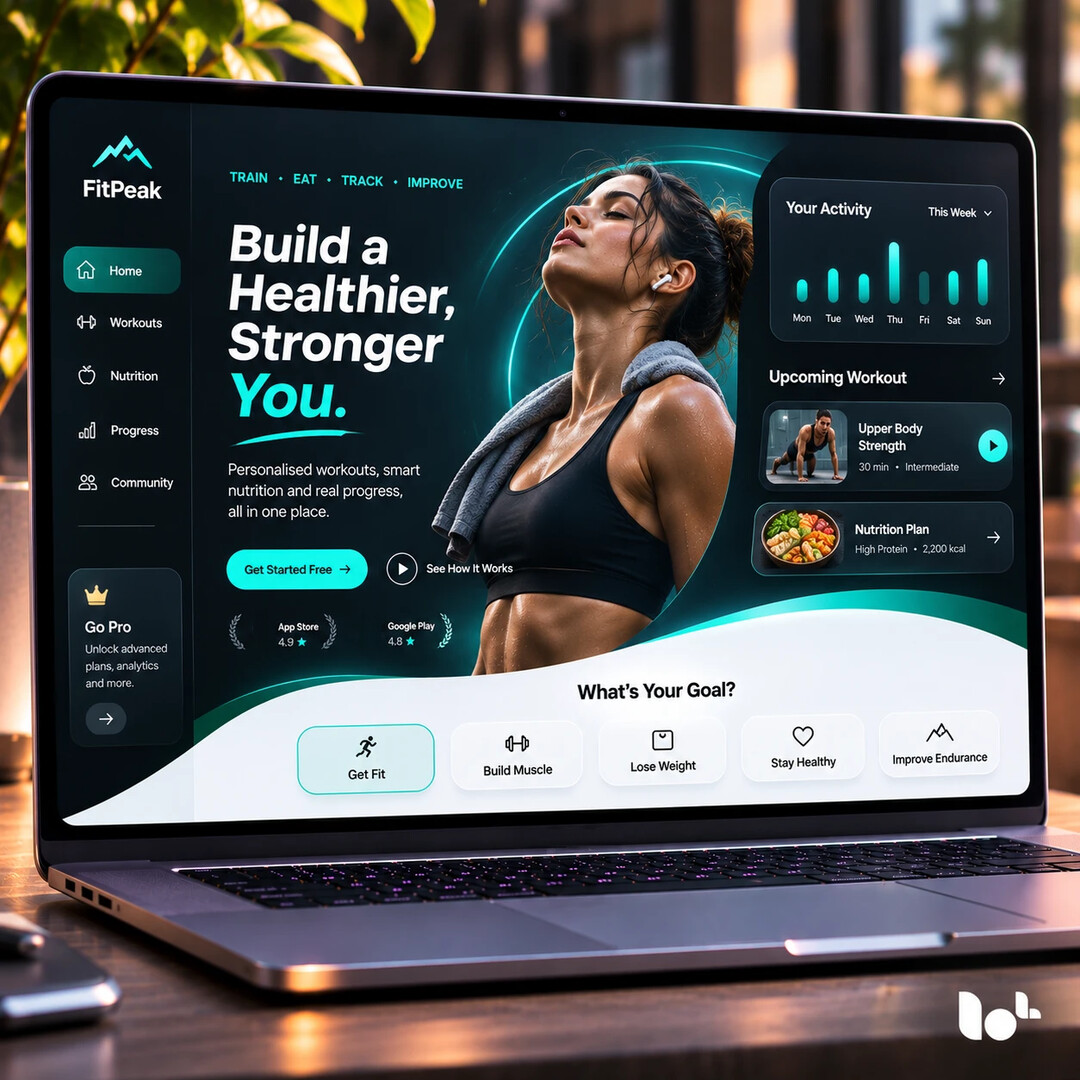 FitPeak
Home
Workouts
Nutrition
Progress
Community
Go Pro
Unlock advanced
plans, analytics
and more.
TRAIN • EAT • TRACK • IMPROVE
Build a
Healthier,
Stronger
You.
Personalised workouts, smart
nutrition and real progress,
all in one place.
Get Started Free →
See How It Works
App Store
4.9 ★
Google Play
4.8 ★
Your Activity
This Week
Mon Tue Wed Thu Fri Sat Sun
Upcoming Workout →
Upper Body
Strength
30 min • Intermediate
Nutrition Plan
High Protein • 2,200 kcal
What's Your Goal?
Get Fit
Build Muscle
Lose Weight
Stay Healthy
Improve Endurance